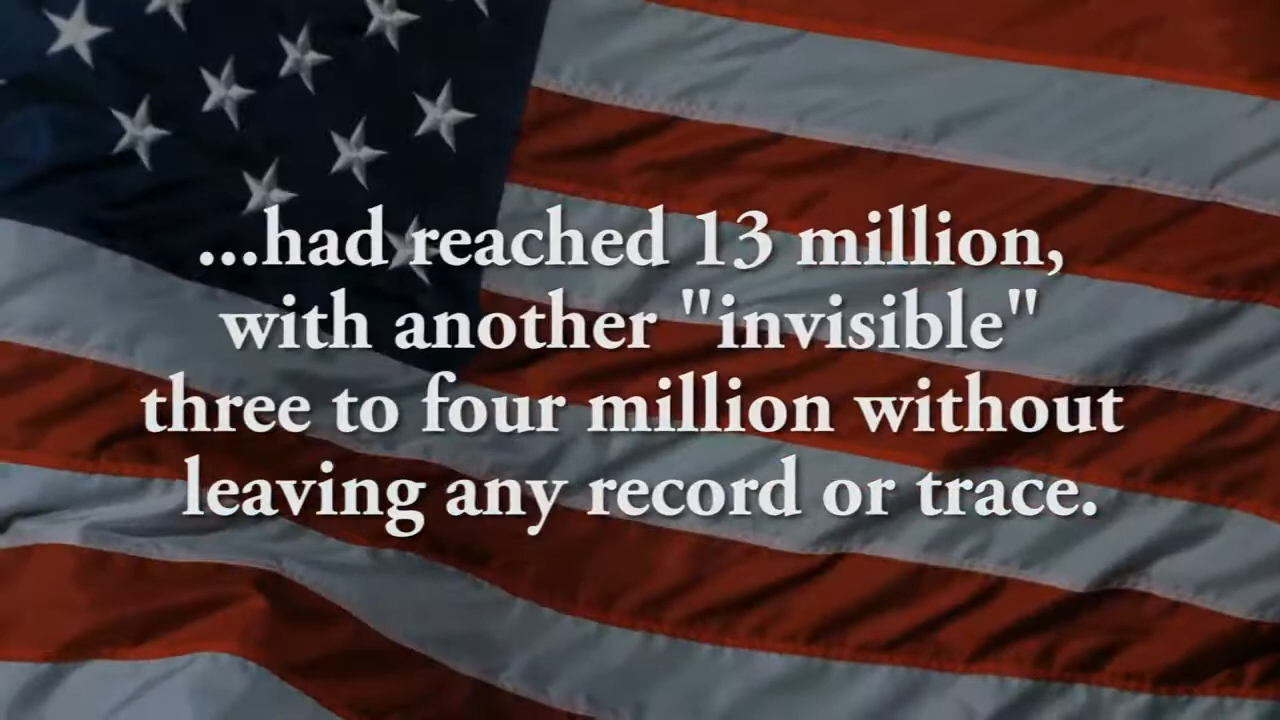 ...had reached 13 million,
with another "invisible"
three to four million without
leaving any record or trace.